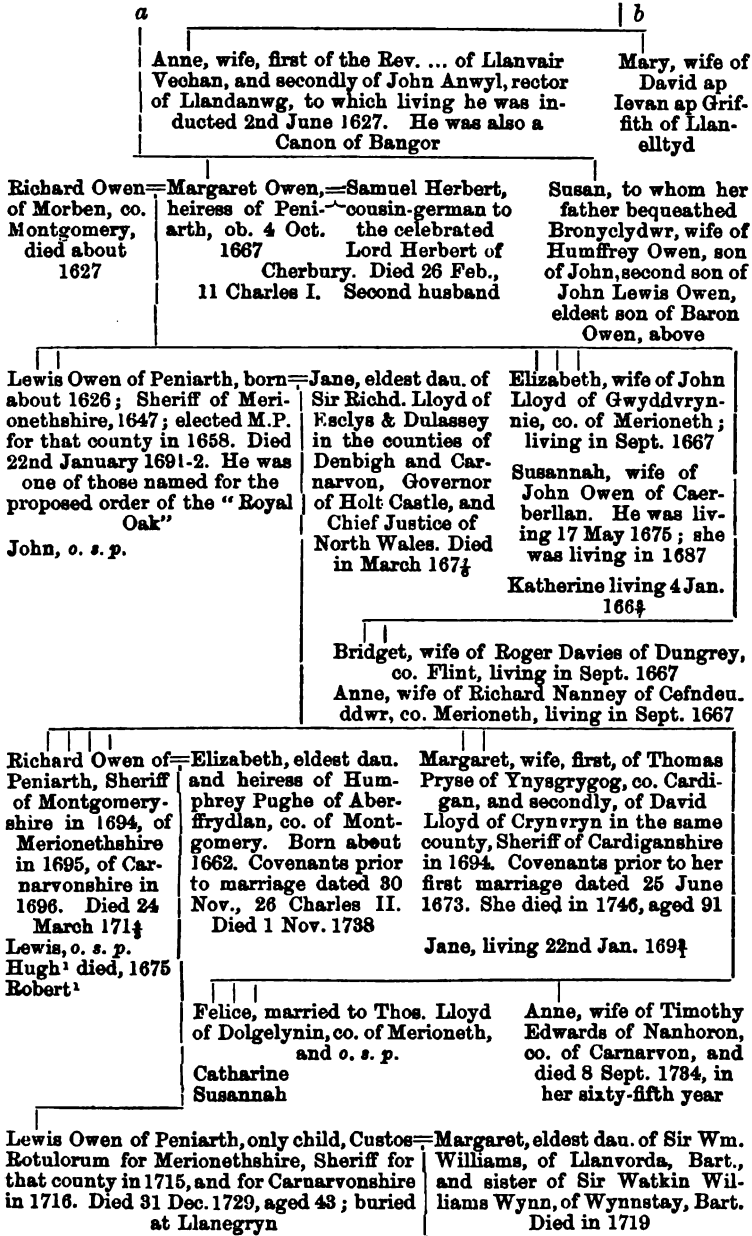 a
b
Anne, wife, first of the Rev. ... of Llanvair
Vechan, and secondly of John Anwyl, rector
of Llandanwg, to which living he was in-
ducted 2nd June 1627. He was also a
Canon of Bangor
Mary, wife of
David ap
Ievan ap Grif-
fith of Llan-
elltyd
Richard Owen=
of Morben, co.
Montgomery,
died about
1627
Margaret Owen,=
heiress of Peni-
arth, ob. 4 Oct.
1667
Samuel Herbert,
cousin-german to
the celebrated
Lord Herbert of
Cherbury. Died 26 Feb.,
11 Charles I. Second husband
Susan, to whom her
father bequeathed
Bronyclydwr, wife of
Humffrey Owen, son
of John, second son of
John Lewis Owen,
eldest son of Baron
Owen, above
Lewis Owen of Peniarth, born=
about 1626; Sheriff of Meri-
onethshire, 1647; elected M.P.
for that county in 1658. Died
22nd January 1691-2. He was
one of those named for the
proposed order of the "Royal
Oak"
John, o. s. p.
Jane, eldest dau. of
Sir Richd. Lloyd of
Esclys & Dulassey
in the counties of
Denbigh and Car-
narvon, Governor
of Holt Castle, and
Chief Justice of
North Wales. Died
in March
Elizabeth, wife of John
Lloyd of Gwyddvryn-
nie, co. of Merioneth;
living in Sept. 1667
Susannah, wife of
John Owen of Caer-
berllan. He was liv-
ing 17 May 1675; she
was living in 1687
Katherine living 4 Jan.
Bridget, wife of Roger Davies of Dungrey,
co. Flint, living in Sept. 1667
Anne, wife of Richard Nanney of Cefndeu-
ddwr, co. Merioneth, living in Sept. 1667
Richard Owen of=
Peniarth, Sheriff
of Montgomery-
shire in 1694, of
Merionethshire
in 1695, of Car-
narvonshire in
1696. Died 24
March
Lewis, o. s. p.
Hugh¹ died, 1675
Robert¹
Elizabeth, eldest dau.
and heiress of Hum-
phrey Pughe of Aber-
ffrydlan, co. of Mont-
gomery. Born about
1662. Covenants prior
to marriage dated 30
Nov., 26 Charles II.
Died 1 Nov. 1738
Margaret, wife, first, of Thomas
Pryse of Ynysgrygog, co. Cardi-
gan, and secondly, of David
Lloyd of Crynvryn in the same
county, Sheriff of Cardiganshire
in 1694. Covenants prior to her
first marriage dated 25 June
1673. She died in 1746, aged 91
Jane, living 22nd Jan.
Felice, married to Thos. Lloyd
of Dolgelynin, co. of Merioneth,
and o. s. p.
Catharine
Susannah
Anne, wife of Timothy
Edwards of Nanhoron,
co. of Carnarvon, and
died 8 Sept. 1734, in
her sixty-fifth year
Lewis Owen of Peniarth, only child, Custos=
Rotulorum for Merionethshire, Sheriff for
that county in 1715, and for Carnarvonshire
in 1716. Died 31 Dec. 1729, aged 43; buried
at Llanegryn
Margaret, eldest dau. of Sir Wm.
Williams, of Llanvorda, Bart.,
and sister of Sir Watkin Wil-
liams Wynn, of Wynnstay, Bart.
Died in 1719